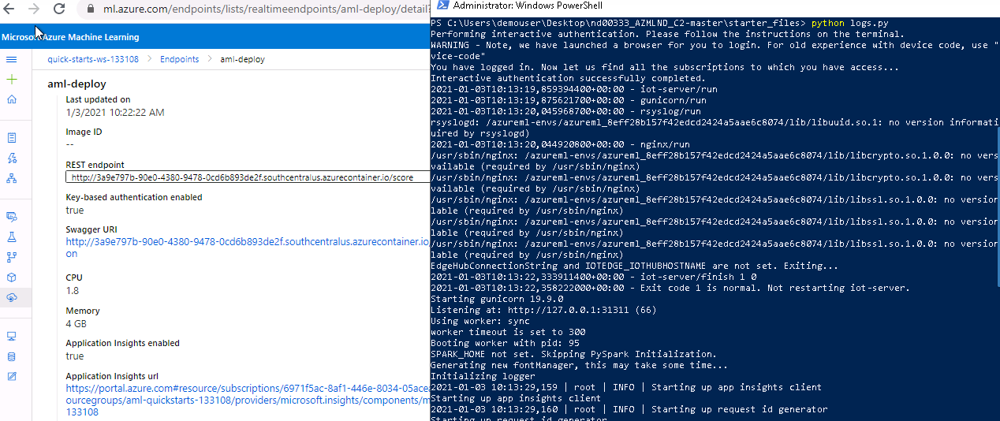 ml.azure.com/endpoints/lists/realtimeendpoints/aml-deploy/detail?
Microsoft Azure Machine Learning
quick-starts-ws-133108 > Endpoints > aml-deploy
aml-deploy
Last updated on
1/3/2021 10:22:22 AM
Image ID
--
REST endpoint
http://3a9e797b-90e0-4380-9478-0cd6b893de2f.southcentralus.azurecontainer.io/score
Key-based authentication enabled
true
Swagger URI
http://3a9e797b-90e0-4380-9478-0cd6b893de2f.southcentralus.azurecontainer.io
on
CPU
1.8
Memory
4 GB
Application Insights enabled
true
Application Insights url
https://portal.azure.com#resource/subscriptions/6971f5ac-8af1-446e-8034-05acea
ourcegroups/aml-quickstarts-133108/providers/microsoft.insights/components/m
133108
Administrator: Windows PowerShell
PS C:\Users\demouser\Desktop\nd00333_AZMLND_C2-master\starter_files> python logs.py
Performing interactive authentication. Please follow the instructions on the terminal.
WARNING - Note, we have launched a browser for you to login. For old experience with device code, use "
vice-code"
You have logged in. Now let us find all the subscriptions to which you have access...
Interactive authentication successfully completed.
2021-01-03T10:13:19,859394400+00:00 - iot-server/run
2021-01-03T10:13:19,875621700+00:00 - gunicorn/run
2021-01-03T10:13:20,045968700+00:00 - rsyslog/run
rsyslogd: /azureml-envs/azureml_8eff28b157f42edcd2424a5aae6c8074/lib/libuuid.so.1: no version informati
uired by rsyslogd)
2021-01-03T10:13:20,044920800+00:00 - nginx/run
/usr/sbin/nginx: /azureml-envs/azureml_8eff28b157f42edcd2424a5aae6c8074/lib/libcrypto.so.1.0.0: no vers
vailable (required by /usr/sbin/nginx)
/usr/sbin/nginx: /azureml-envs/azureml_8eff28b157f42edcd2424a5aae6c8074/lib/libcrypto.so.1.0.0: no vers
vailable (required by /usr/sbin/nginx)
/usr/sbin/nginx: /azureml-envs/azureml_8eff28b157f42edcd2424a5aae6c8074/lib/libssl.so.1.0.0: no version
lable (required by /usr/sbin/nginx)
/usr/sbin/nginx: /azureml-envs/azureml_8eff28b157f42edcd2424a5aae6c8074/lib/libssl.so.1.0.0: no version
lable (required by /usr/sbin/nginx)
/usr/sbin/nginx: /azureml-envs/azureml_8eff28b157f42edcd2424a5aae6c8074/lib/libssl.so.1.0.0: no version
lable (required by /usr/sbin/nginx)
EdgeHubConnectionString and IOTEDGE_IOTHUBHOSTNAME are not set. Exiting...
2021-01-03T10:13:22,333911400+00:00 - iot-server/finish 1 0
2021-01-03T10:13:22,358222000+00:00 - Exit code 1 is normal. Not restarting iot-server.
Starting gunicorn 19.9.0
Listening at: http://127.0.0.1:31311 (66)
Using worker: sync
worker timeout is set to 300
Booting worker with pid: 95
SPARK_HOME not set. Skipping PySpark Initialization.
Generating new fontManager, this may take some time...
Initializing logger
2021-01-03 10:13:29,159 | root | INFO | Starting up app insights client
Starting up app insights client
2021-01-03 10:13:29,160 | root | INFO | Starting up request id generator
Starting up request id generator